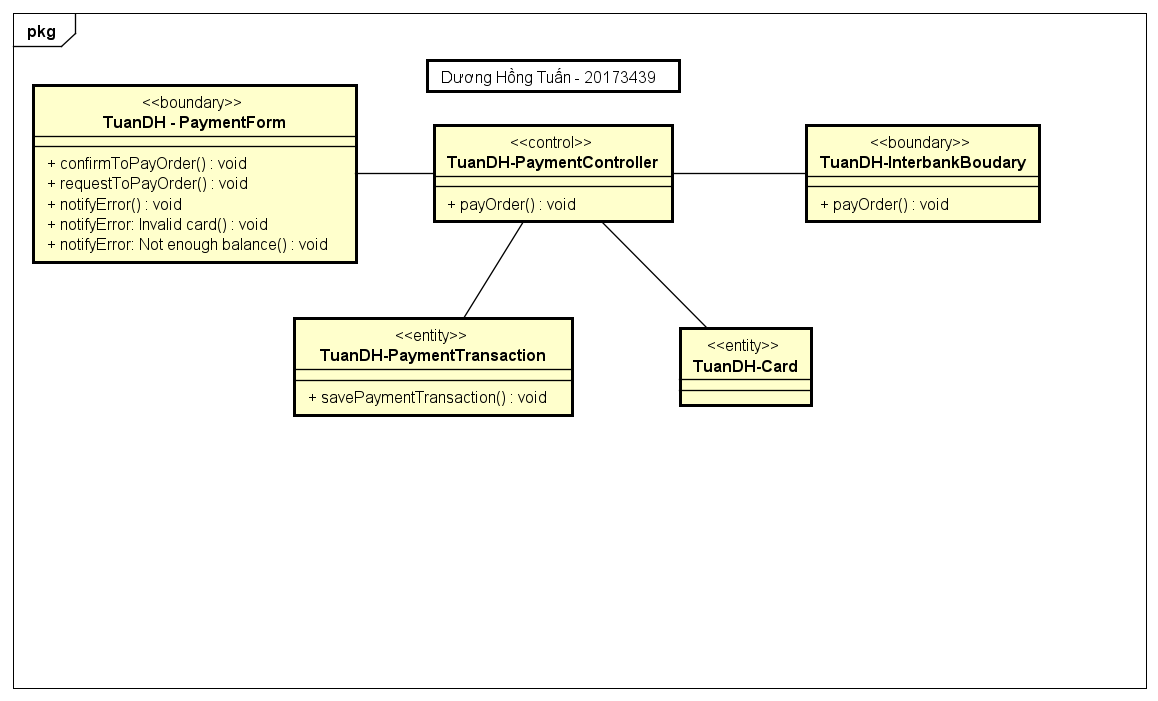 pkg
Dương Hồng Tuấn - 20173439
<<boundary>>
TuanDH - PaymentForm
+ confirmToPayOrder() : void
+ requestToPayOrder() : void
+ notifyError() : void
+ notifyError: Invalid card() : void
+ notifyError: Not enough balance() : void
<<control>>
TuanDH-PaymentController
+ payOrder() : void
<<boundary>>
TuanDH-InterbankBoudary
+ payOrder() : void
<<entity>>
TuanDH-PaymentTransaction
+ savePaymentTransaction() : void
<<entity>>
TuanDH-Card